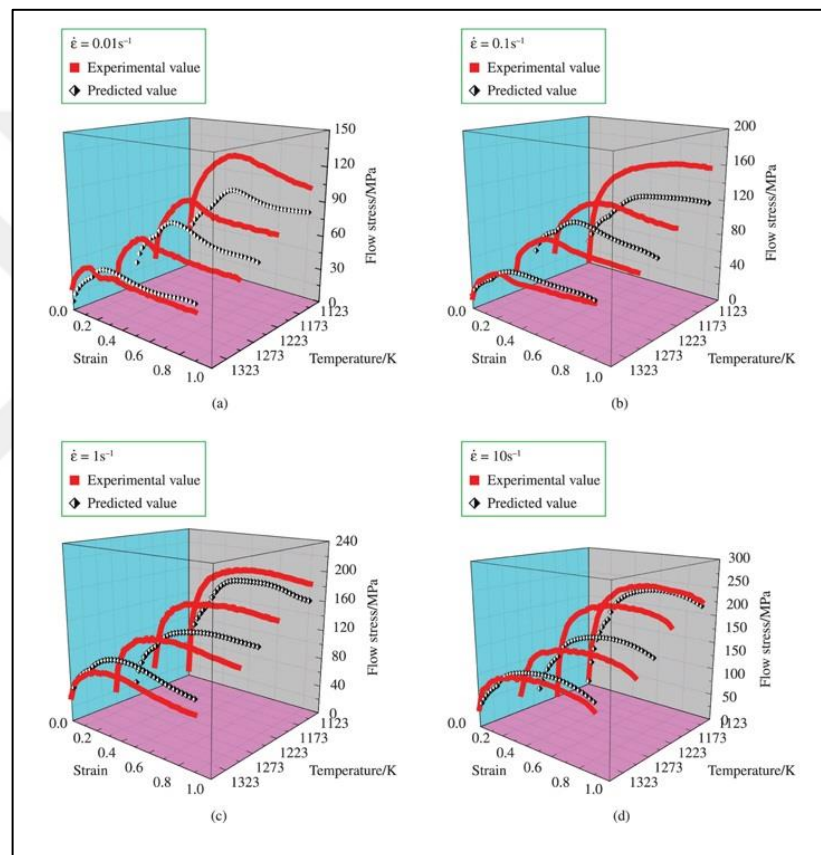 ε̇ = 0.01s⁻¹
Experimental value
Predicted value
150
120
90
60
30
0
Flow stress/MPa
0.0
0.2
0.4
0.6
0.8
1.0
Strain
1123
1173
1223
1273
1323
Temperature/K
(a)
ε̇ = 0.1s⁻¹
Experimental value
Predicted value
200
160
120
80
40
0
Flow stress/MPa
0.0
0.2
0.4
0.6
0.8
1.0
Strain
1123
1173
1223
1273
1323
Temperature/K
(b)
ε̇ = 1s⁻¹
Experimental value
Predicted value
240
200
160
120
80
40
0
Flow stress/MPa
0.0
0.2
0.4
0.6
0.8
1.0
Strain
1123
1173
1223
1273
1323
Temperature/K
(c)
ε̇ = 10s⁻¹
Experimental value
Predicted value
300
250
200
150
100
50
0
Flow stress/MPa
0.0
0.2
0.4
0.6
0.8
1.0
Strain
1123
1173
1223
1273
1323
Temperature/K
(d)